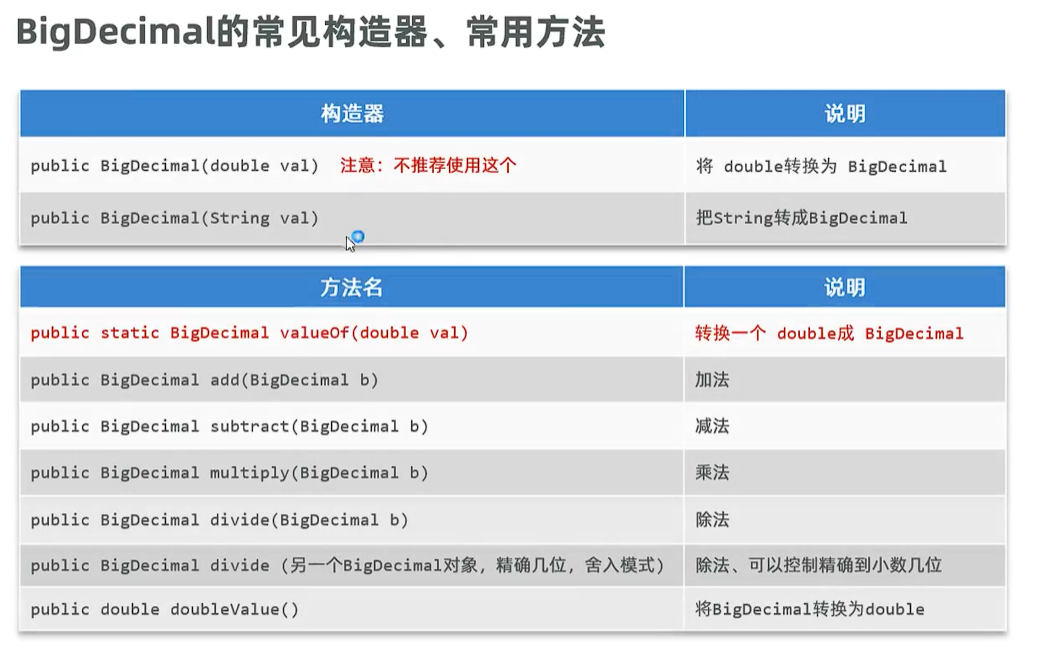 BigDecimal的常见构造器、常用方法
构造器 说明
public BigDecimal(double val) 注意：不推荐使用这个 将 double转换为 BigDecimal
public BigDecimal(String val) 把String转成BigDecimal
方法名 说明
public static BigDecimal valueOf(double val) 转换一个 double成 BigDecimal
public BigDecimal add(BigDecimal b) 加法
public BigDecimal subtract(BigDecimal b) 减法
public BigDecimal multiply(BigDecimal b) 乘法
public BigDecimal divide(BigDecimal b) 除法
public BigDecimal divide (另一个BigDecimal对象，精确几位，舍入模式) 除法、可以控制精确到小数几位
public double doubleValue() 将BigDecimal转换为double